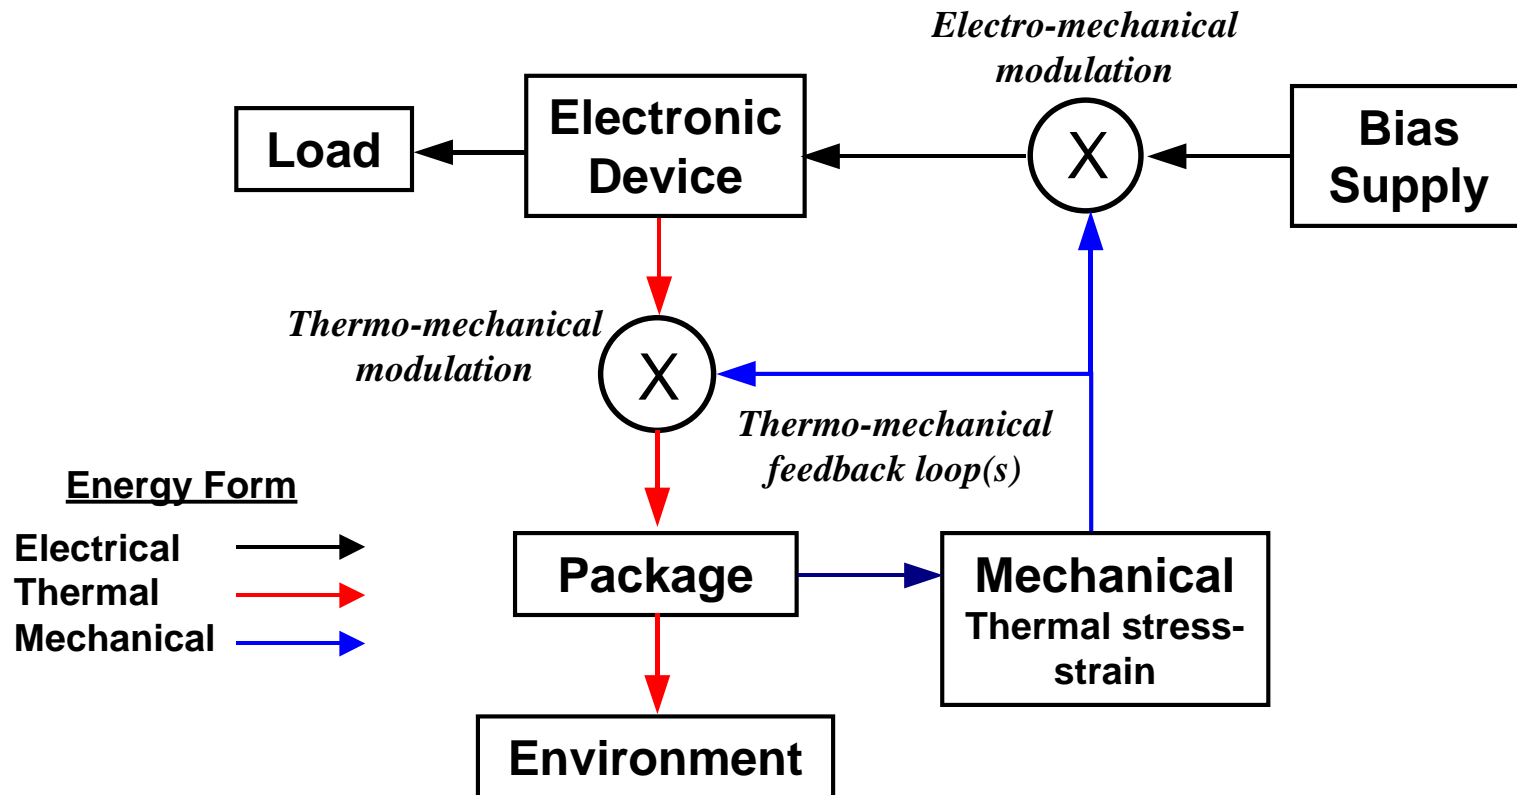 Electro-mechanical
modulation
Load
Electronic
Device
X
Bias
Supply
Thermo-mechanical
modulation
X
Thermo-mechanical
feedback loop(s)
Energy Form
Electrical
Thermal
Mechanical
Package
Mechanical
Thermal stress-
strain
Environment